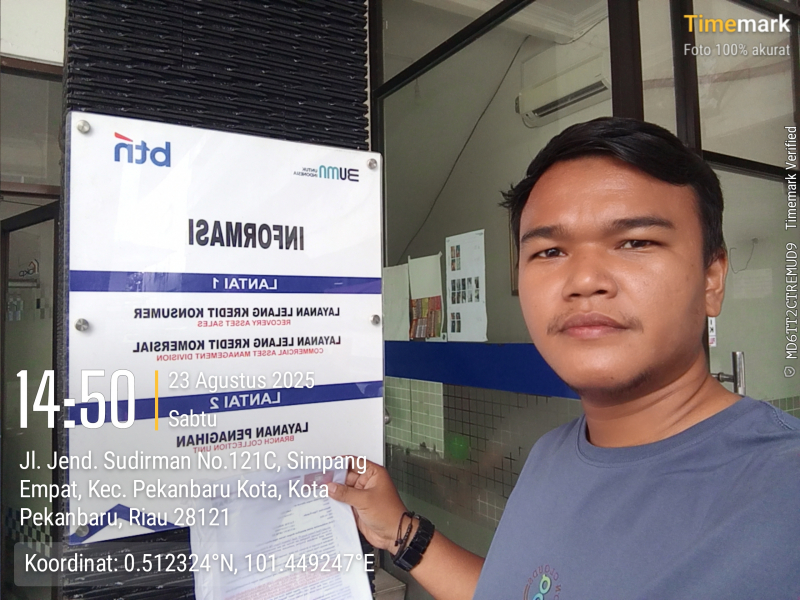 Timemark
Foto 100% akurat
btn
BUMN UNTUK INDONESIA
INFORMASI
LANTAI 1
LAYANAN LELANG KREDIT KONSUMER
RECOVERY ASSET SALES
LAYANAN LELANG KREDIT KOMERSIAL
COMMERCIAL ASSET MANAGEMENT DIVISION
LANTAI 2
LAYANAN PENAGIHAN
BRANCH COLLECTION UNIT
14:50
23 Agustus 2025
Sabtu
Jl. Jend. Sudirman No.121C, Simpang
Empat, Kec. Pekanbaru Kota, Kota
Pekanbaru, Riau 28121
Koordinat: 0.512324°N, 101.449247°E
MD6TT2CTREMUD9 Timemark Verified